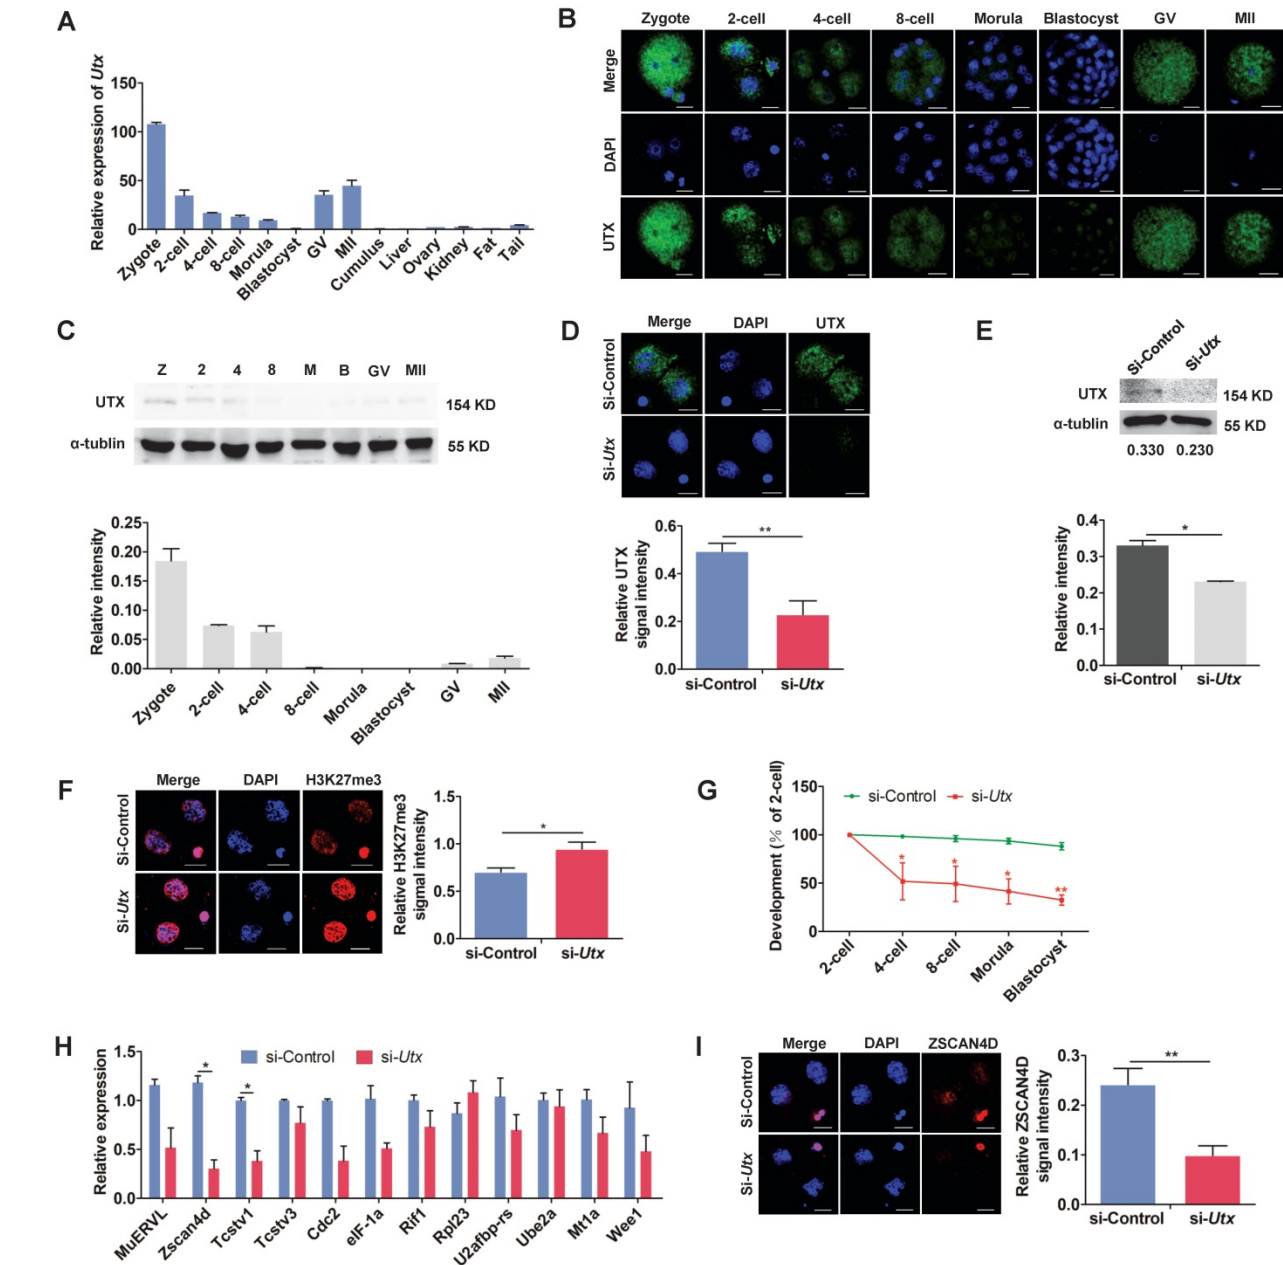 A
Relative expression of Utx
150
100
50
0
Zygote
2-cell
4-cell
8-cell
Morula
Blastocyst
GV
MII
Cumulus
Liver
Ovary
Kidney
Fat
Tail
B
Zygote 2-cell 4-cell 8-cell Morula Blastocyst GV MII
Merge
DAPI
UTX
C
Z 2 4 8 M B GV MII
UTX 154 KD
α-tublin 55 KD
Relative intensity
0.25
0.20
0.15
0.10
0.05
0.00
Zygote
2-cell
4-cell
8-cell
Morula
Blastocyst
GV
MII
D
Merge DAPI UTX
Si-Control
Si-Utx
Relative UTX
signal intensity
0.6
0.4
0.2
0.0
**
si-Control si-Utx
E
Si-Control
Si-Utx
UTX 154 KD
α-tublin 55 KD
0.330 0.230
Relative intensity
0.4
0.3
0.2
0.1
0.0
*
si-Control si-Utx
F
Merge DAPI H3K27me3
Si-Control
Si-Utx
Relative H3K27me3
sigmal intensity
1.5
1.0
0.5
0.0
*
si-Control si-Utx
G
Development (% of 2-cell)
150
100
50
0
si-Control si-Utx
*
*
*
**
2-cell
4-cell
8-cell
Morula
Blastocyst
H
Relative expression
1.5
1.0
0.5
0.0
si-Control si-Utx
*
*
MuERVL
Zscan4d
Tcstv1
Tcstv3
Cdc2
eIF-1a
Rif1
Rpl23
U2afbp-rs
Ube2a
Mt1a
Wee1
I
Merge DAPI ZSCAN4D
Si-Control
Si-Utx
Relative ZSCAN4D
signal intensity
0.3
0.2
0.1
0.0
**
si-Control si-Utx